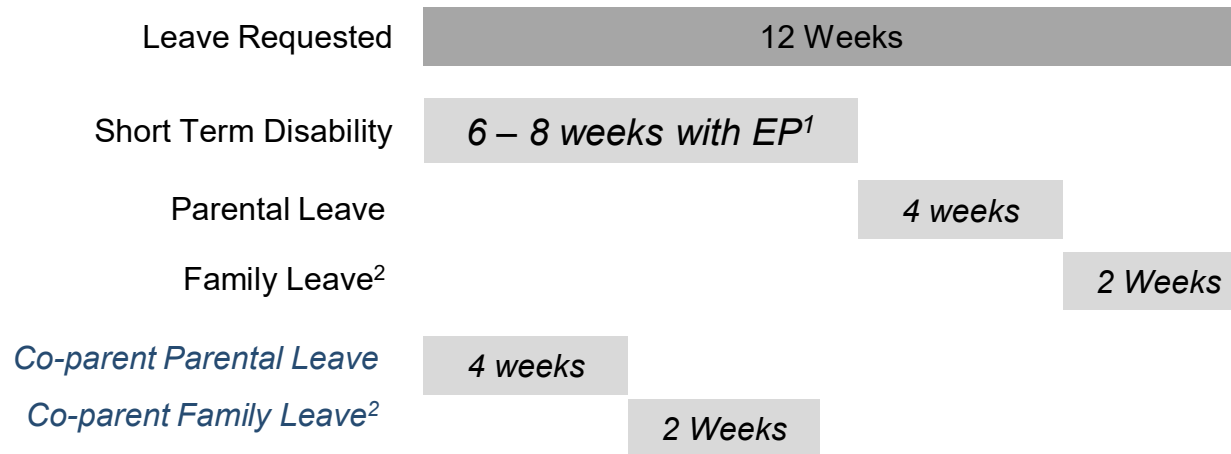 Leave Requested 12 Weeks
Short Term Disability 6 – 8 weeks with EP¹
Parental Leave 4 weeks
Family Leave² 2 Weeks
Co-parent Parental Leave 4 weeks
Co-parent Family Leave² 2 Weeks